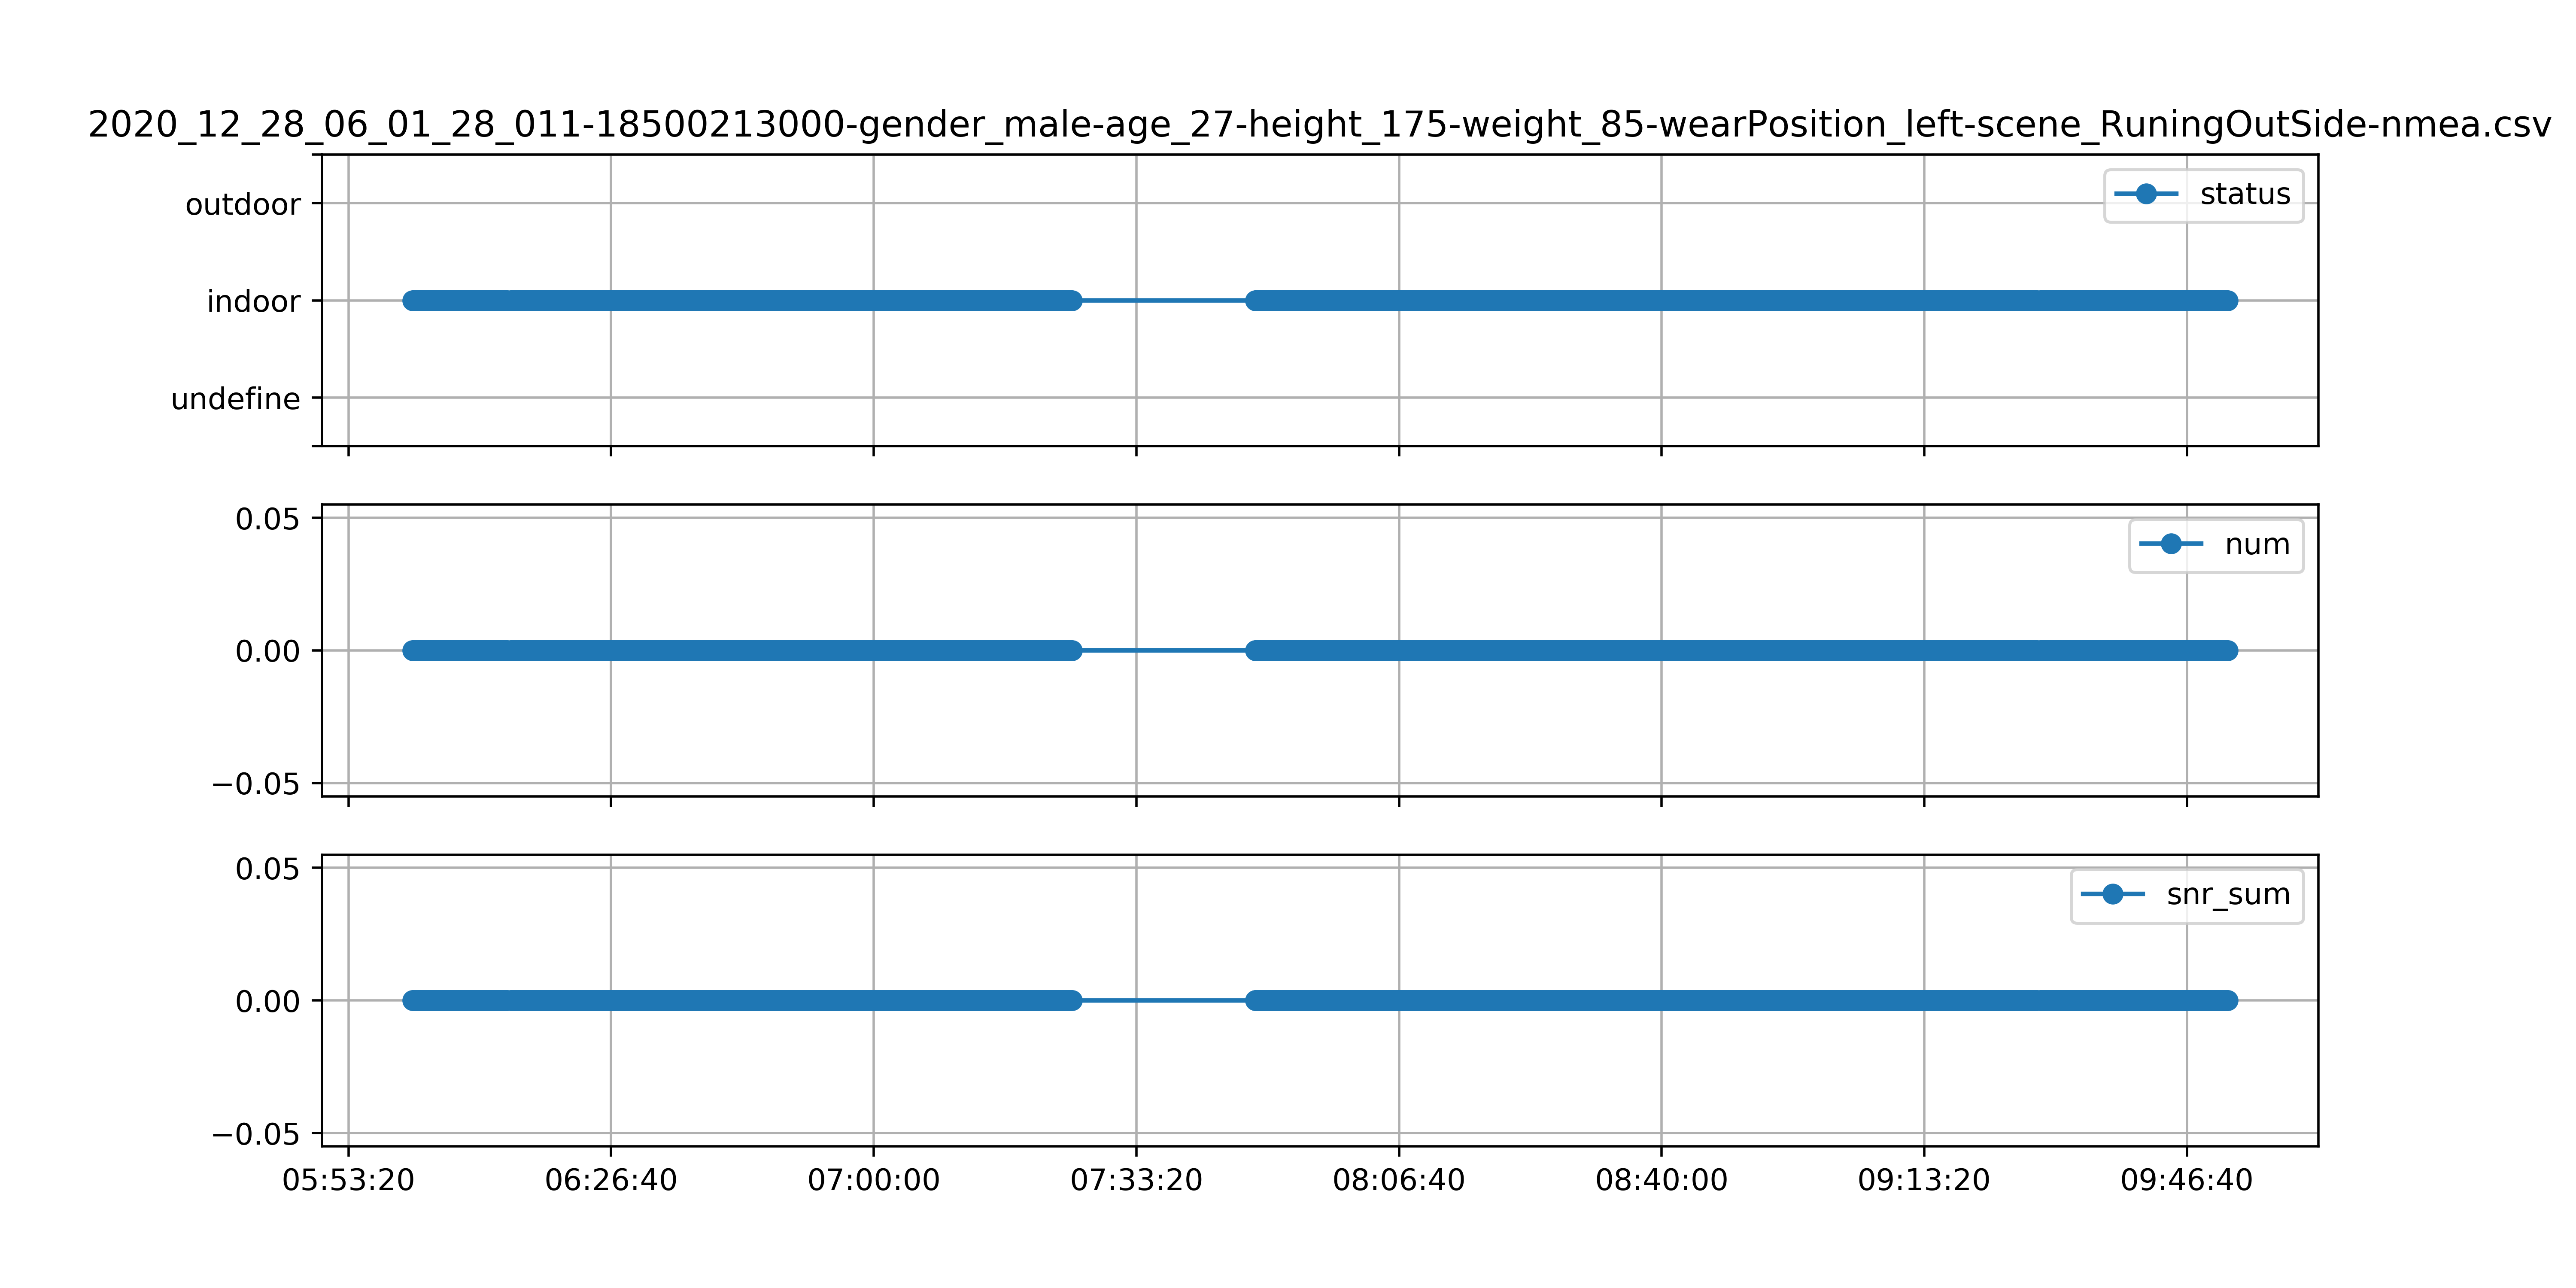 2020_12_28_06_01_28_011-18500213000-gender_male-age_27-height_175-weight_85-wearPosition_left-scene_RuningOutSide-nmea.csv
outdoor
status
indoor
undefine
0.05
num
0.00
−0.05
0.05
snr_sum
0.00
−0.05
05:53:20 06:26:40 07:00:00 07:33:20 08:06:40 08:40:00 09:13:20 09:46:40